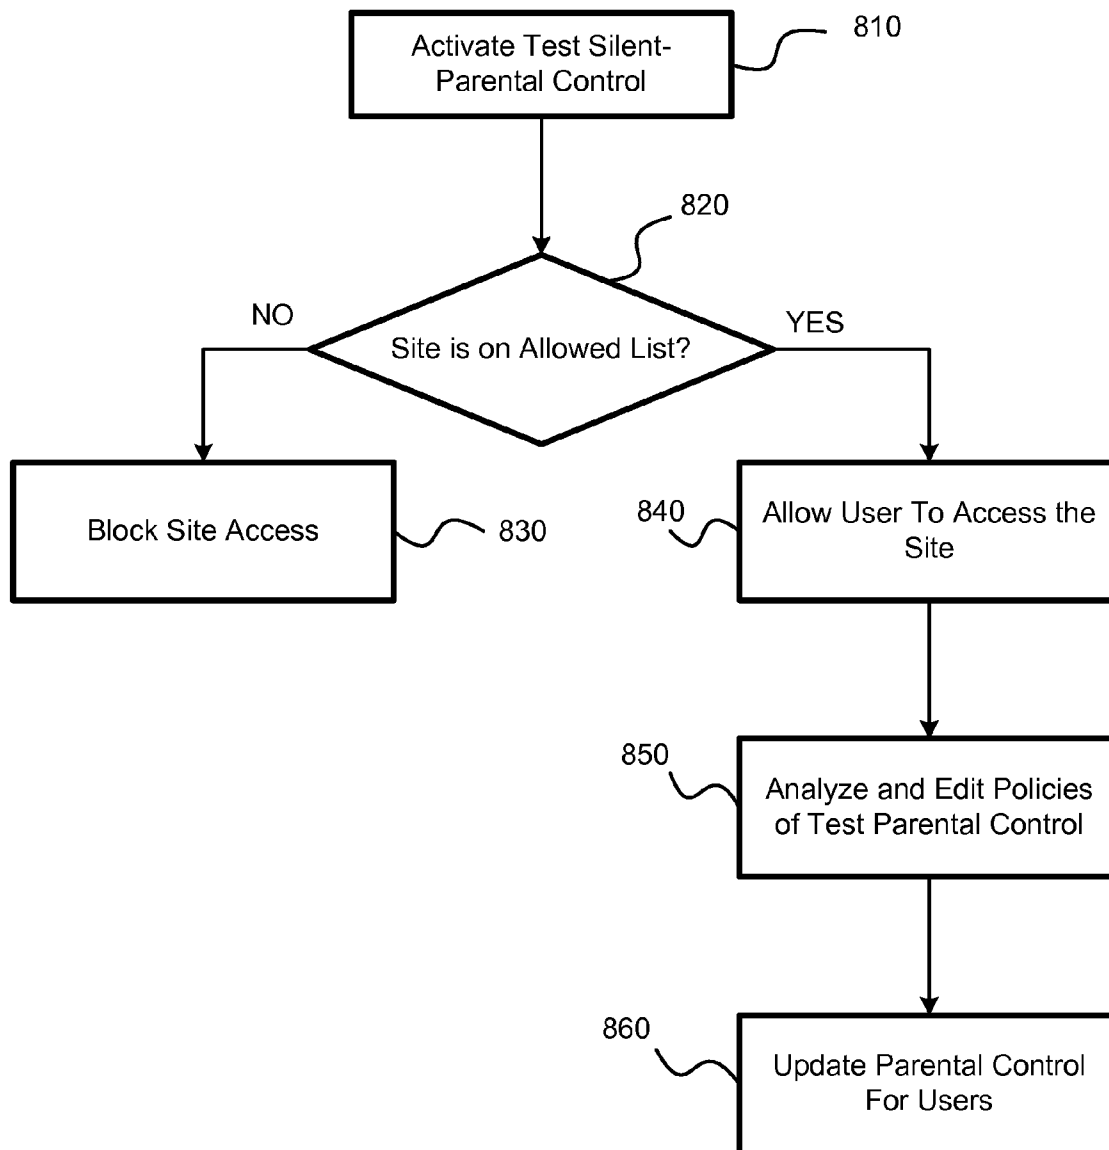 Activate Test Silent-
Parental Control
810
820
NO
YES
Site is on Allowed List?
Block Site Access
830
840
Allow User To Access the
Site
850
Analyze and Edit Policies
of Test Parental Control
860
Update Parental Control
For Users